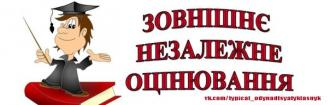 ЗОВНІШНЄ
НЕЗАЛЕЖНЕ
ОЦІНЮВАННЯ
vk.com/typical_odynadtsyatyklasnyk